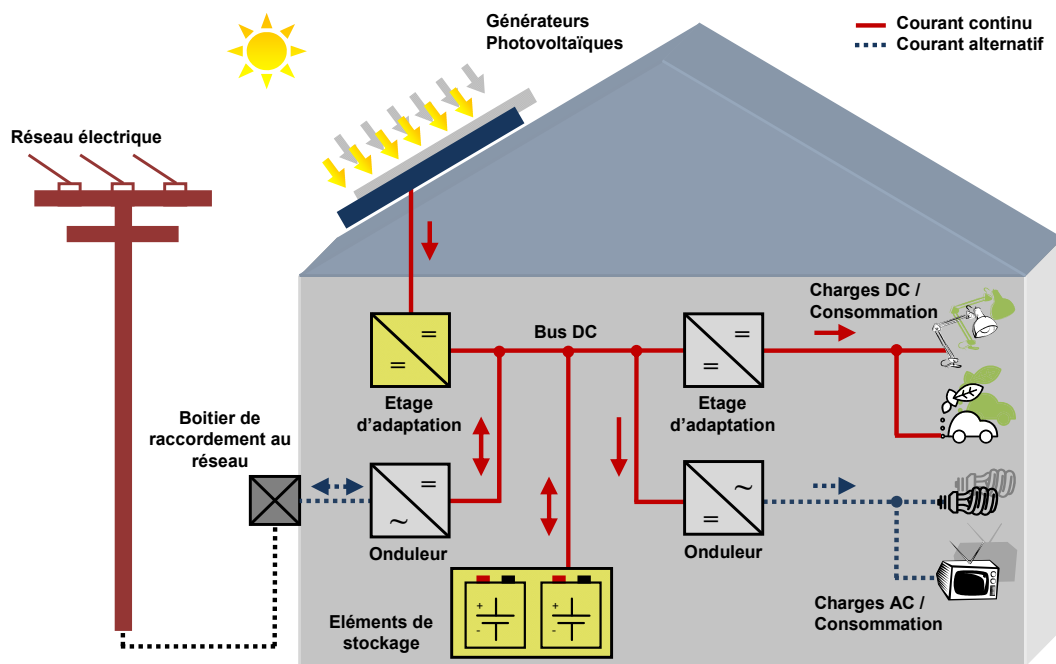 Générateurs
Photovoltaïques
Courant continu
Courant alternatif
Réseau électrique
Charges DC /
Consommation
=
=
Bus DC
=
=
Etage
d'adaptation
Etage
d'adaptation
Boitier de
raccordement au
réseau
=
~
~
=
Onduleur
Onduleur
+
-
+
-
Eléments de
stockage
Charges AC /
Consommation